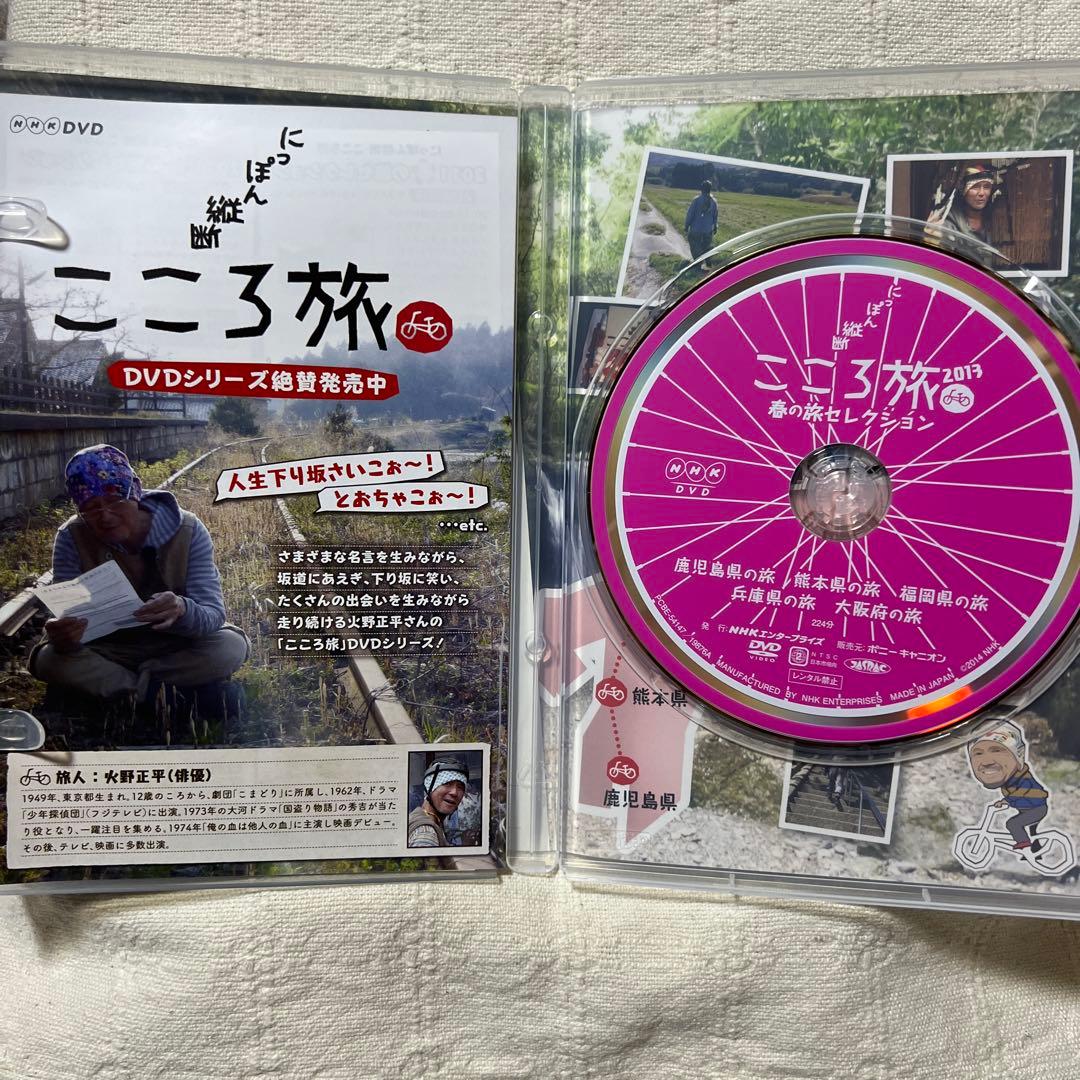 NHK DVD
にっぽん
縦断
こころ旅
DVDシリーズ絶賛発売中
人生下り坂さいこぉ〜!
とおちゃこぉ〜!
…etc.
さまざまな名言を生みながら、
坂道にあえぎ、下り坂に笑い、
たくさんの出会いを生みながら
走り続ける火野正平さんの
「こころ旅」DVDシリーズ!
旅人:火野正平(俳優)
1949年、東京都生まれ。12歳のころから、劇団「こまどり」に所属し、1962年、ドラマ
「少年探偵団」(フジテレビ)に出演。1973年の大河ドラマ「国盗り物語」の秀吉が当た
り役となり、一躍注目を集める。1974年「俺の血は他人の血」に主演し映画デビュー。
その後、テレビ、映画に多数出演。
にっぽん
縦断
こころ旅2013
春の旅セレクション
NHK
DVD
鹿児島県の旅 熊本県の旅 福岡県の旅
兵庫県の旅 大阪府の旅
224分
発行:NHKエンタープライズ
販売元:ポニーキャニオン
DVD
VIDEO
2
NTSC
日本市場向
JASRAC
レンタル禁止
PCBE-54147
19876A
MANUFACTURED BY NHK ENTERPRISES MADE IN JAPAN
©2014 NHK
熊本県
鹿児島県